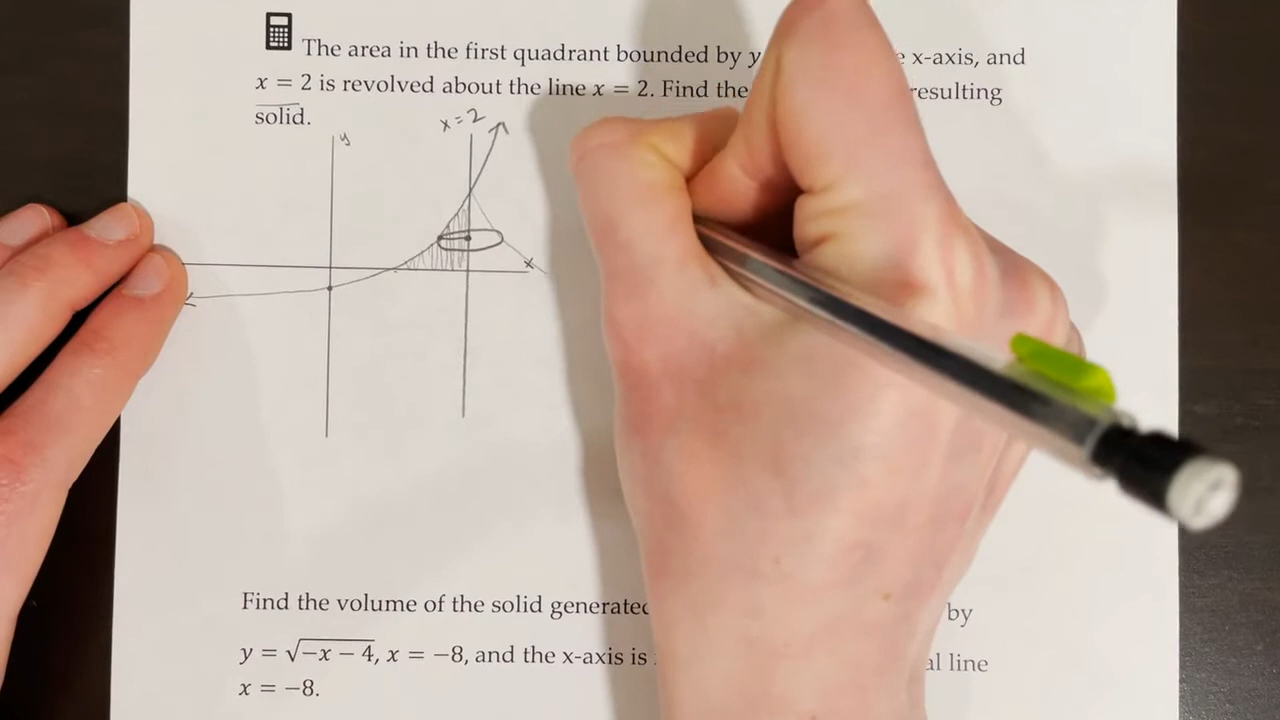 The area in the first quadrant bounded by y x-axis, and
x = 2 is revolved about the line x = 2. Find the resulting
solid.
x=2
y
x
Find the volume of the solid generated by
y = √−x − 4, x = −8, and the x-axis is line
x = −8.